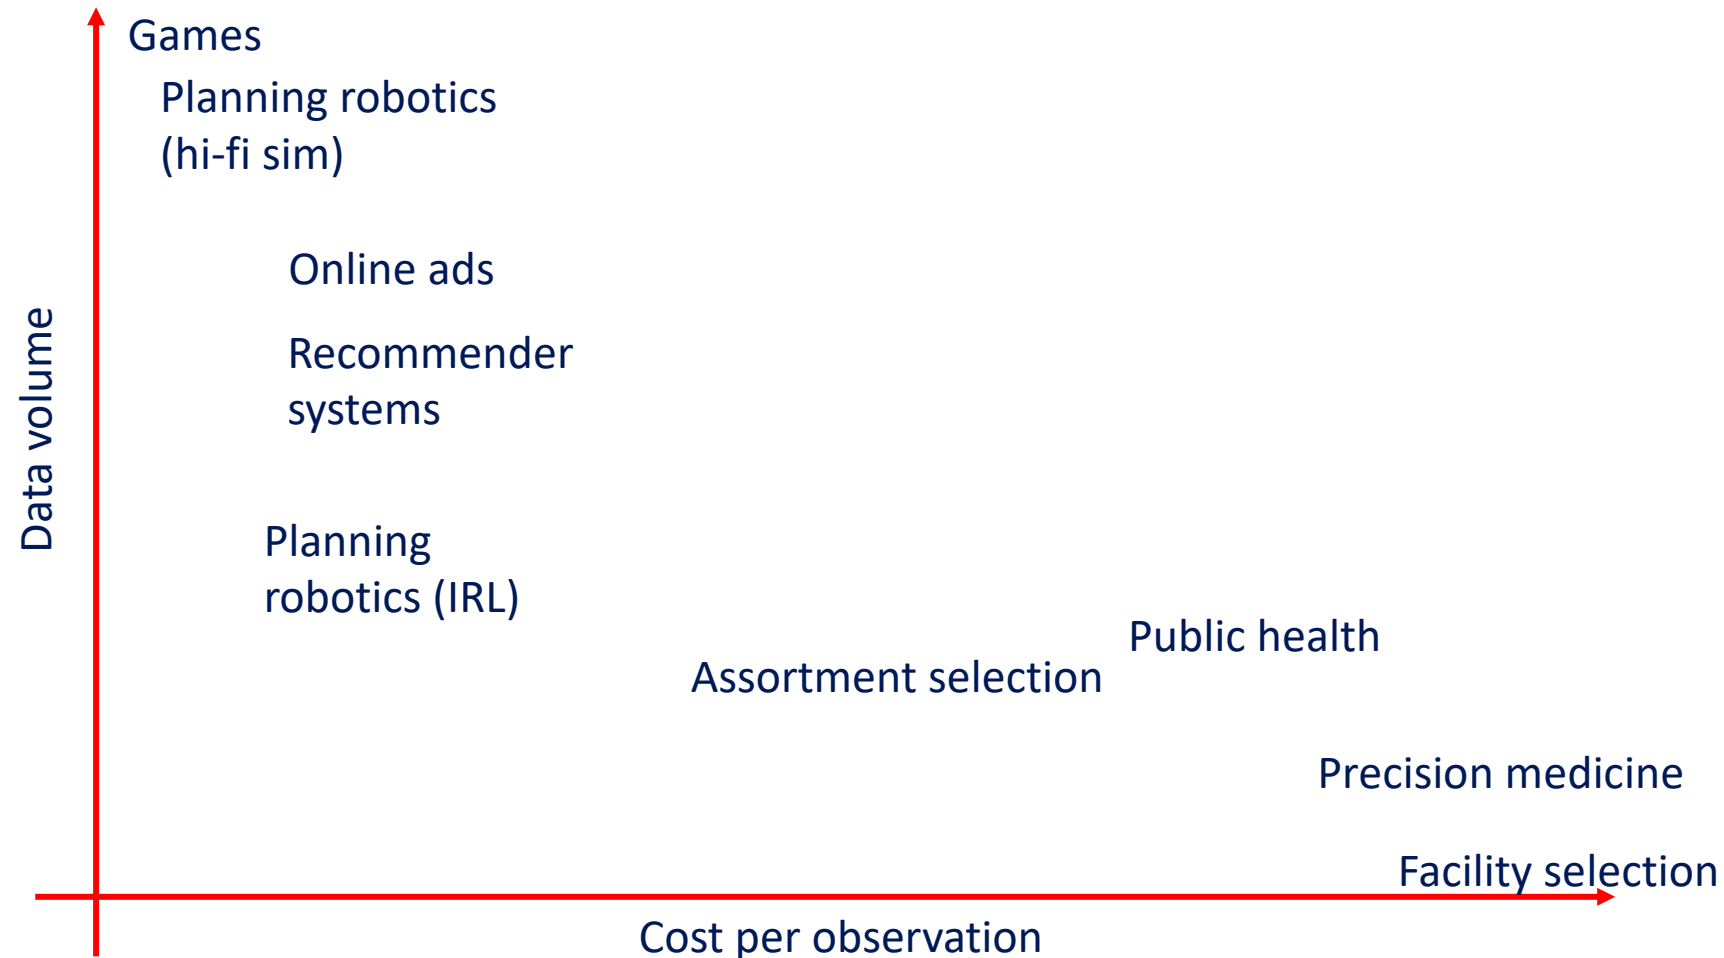 Games
Planning robotics
(hi-fi sim)
Online ads
Recommender
systems
Data volume
Planning
robotics (IRL)
Public health
Assortment selection
Precision medicine
Facility selection
Cost per observation